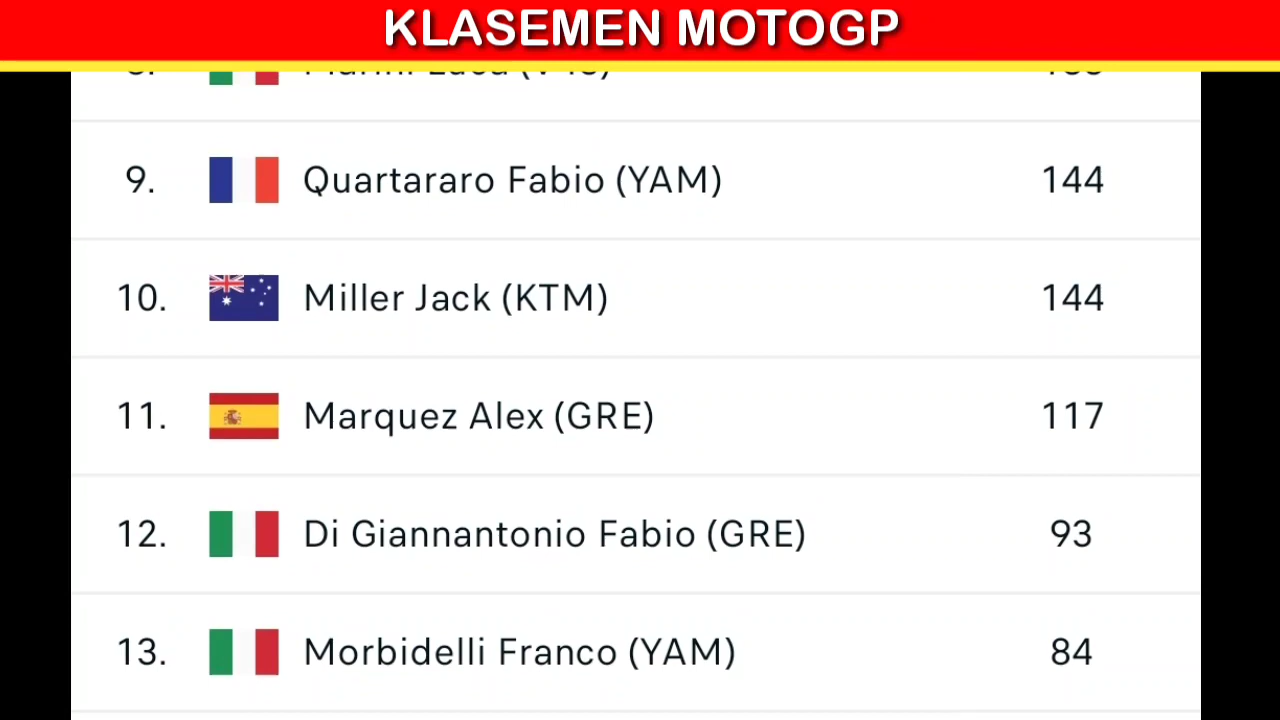 KLASEMEN MOTOGP
9. Quartararo Fabio (YAM) 144
10. Miller Jack (KTM) 144
11. Marquez Alex (GRE) 117
12. Di Giannantonio Fabio (GRE) 93
13. Morbidelli Franco (YAM) 84